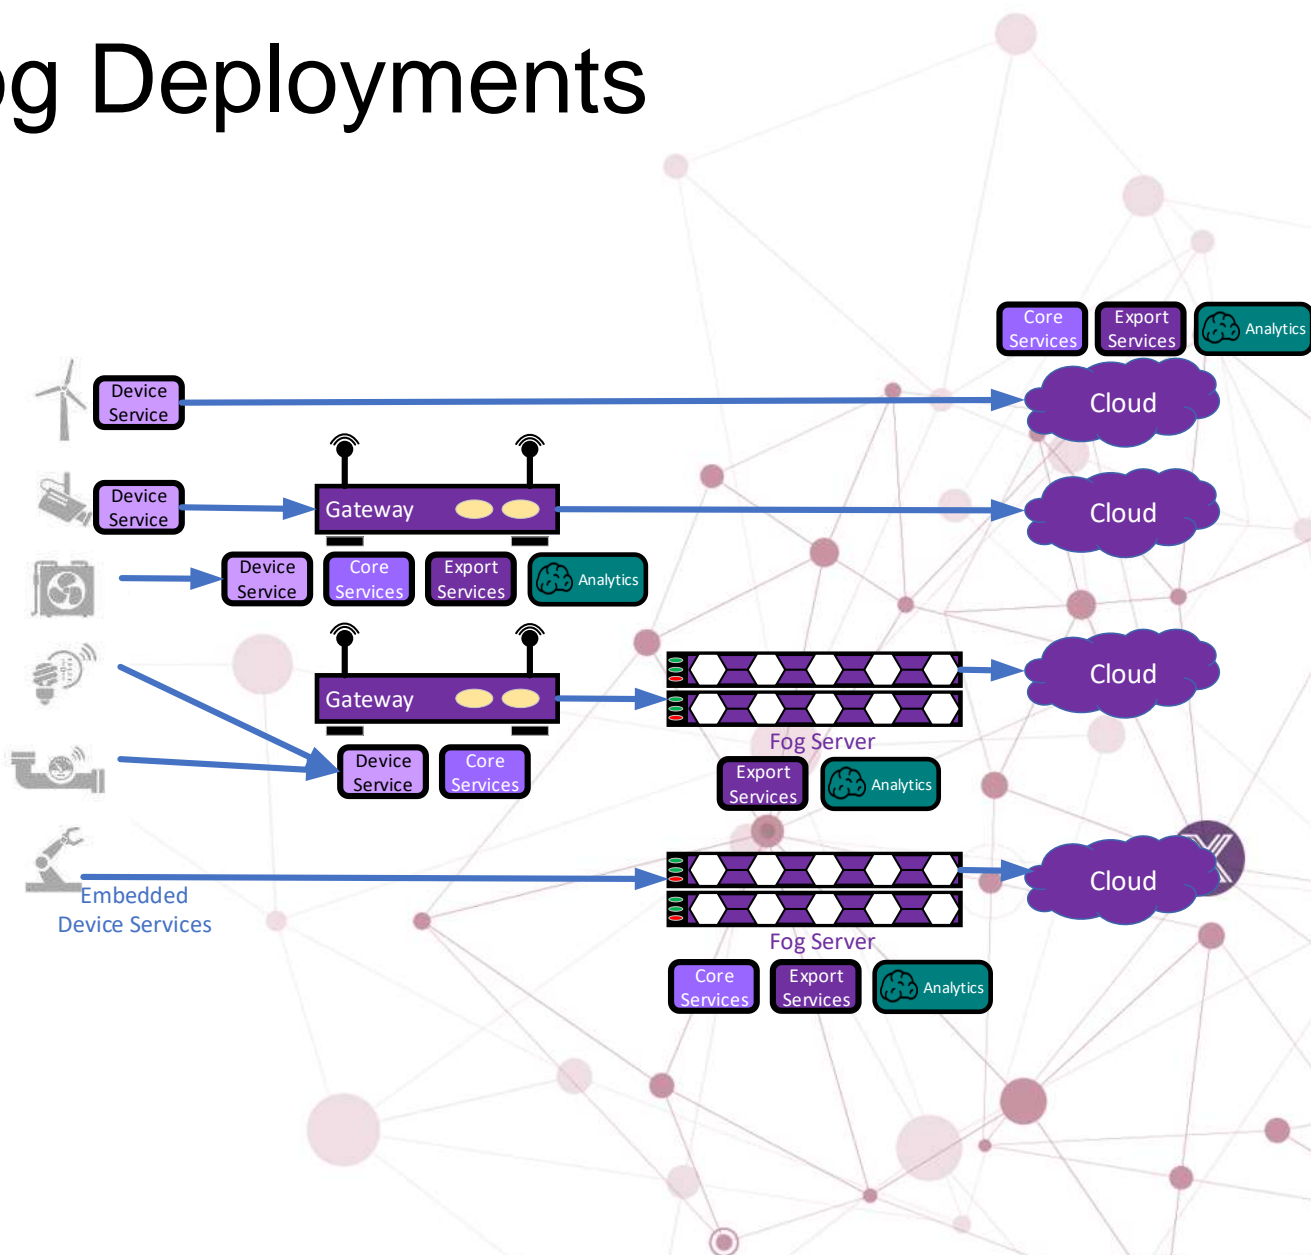 og Deployments
Core
Services
Export
Services
Analytics
Device
Service
Cloud
Device
Service
Gateway
Cloud
Device
Service
Core
Services
Export
Services
Analytics
Gateway
Cloud
Fog Server
Device
Service
Core
Services
Export
Services
Analytics
Embedded
Device Services
Cloud
Fog Server
Core
Services
Export
Services
Analytics